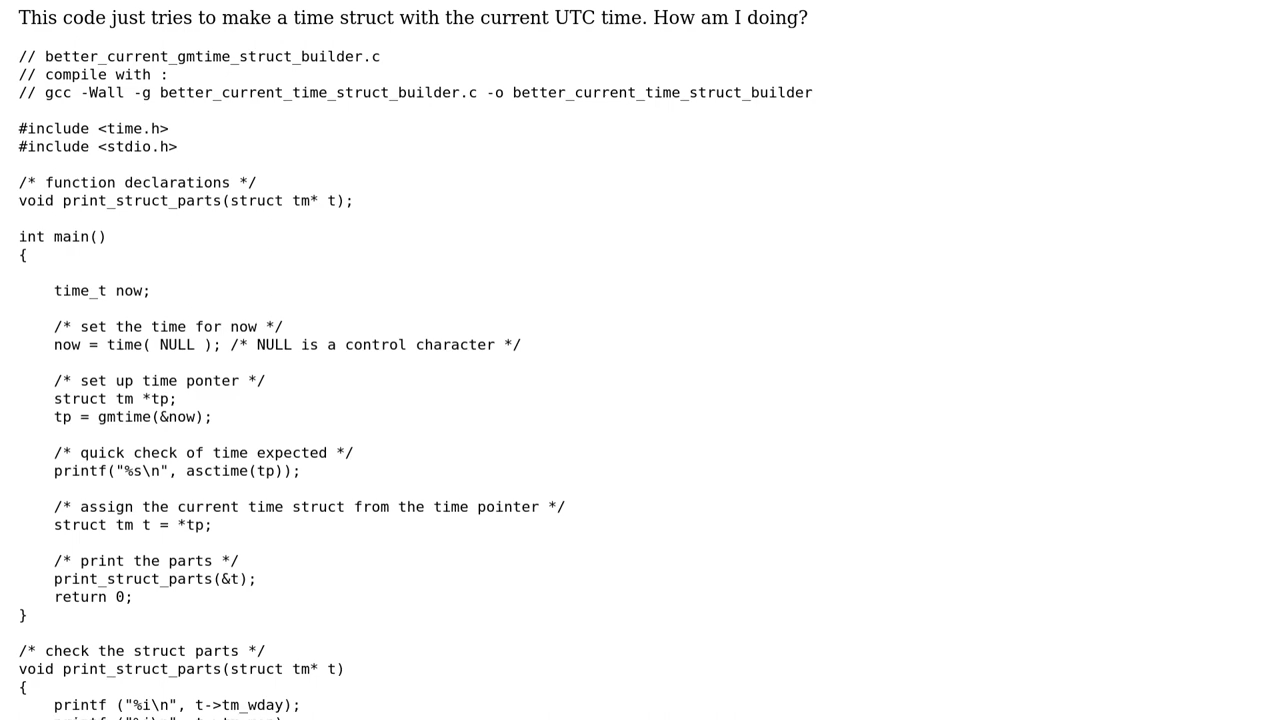 This code just tries to make a time struct with the current UTC time. How am I doing?
// better_current_gmtime_struct_builder.c
// compile with :
// gcc -Wall -g better_current_time_struct_builder.c -o better_current_time_struct_builder
#include <time.h>
#include <stdio.h>
/* function declarations */
void print_struct_parts(struct tm* t);
int main()
{
time_t now;
/* set the time for now */
now = time( NULL ); /* NULL is a control character */
/* set up time ponter */
struct tm *tp;
tp = gmtime(&now);
/* quick check of time expected */
printf("%s\n", asctime(tp));
/* assign the current time struct from the time pointer */
struct tm t = *tp;
/* print the parts */
print_struct_parts(&t);
return 0;
}
/* check the struct parts */
void print_struct_parts(struct tm* t)
{
printf ("%i\n", t->tm_wday);